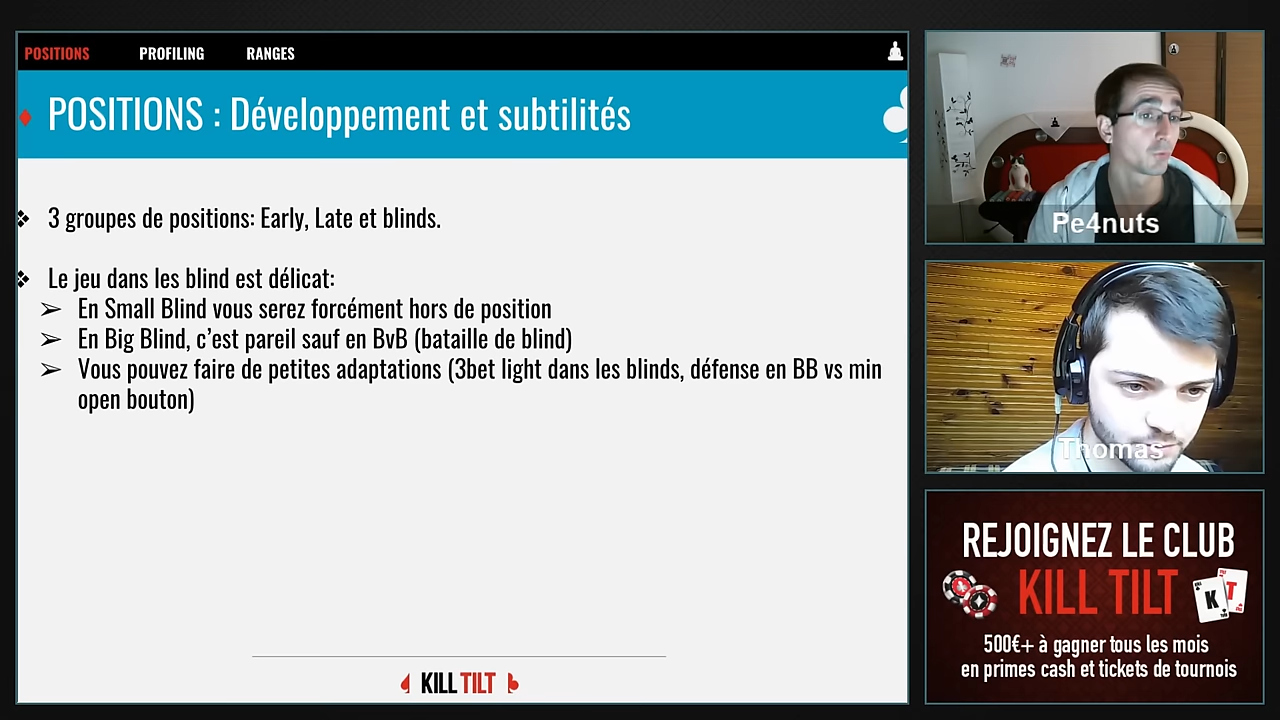 POSITIONS PROFILING RANGES
POSITIONS : Développement et subtilités
3 groupes de positions: Early, Late et blinds.
Le jeu dans les blind est délicat:
En Small Blind vous serez forcément hors de position
En Big Blind, c’est pareil sauf en BvB (bataille de blind)
Vous pouvez faire de petites adaptations (3bet light dans les blinds, défense en BB vs min
open bouton)
KILL TILT
Pe4nuts
Thomas
REJOIGNEZ LE CLUB
KILL TILT
K T
500€+ à gagner tous les mois
en primes cash et tickets de tournois